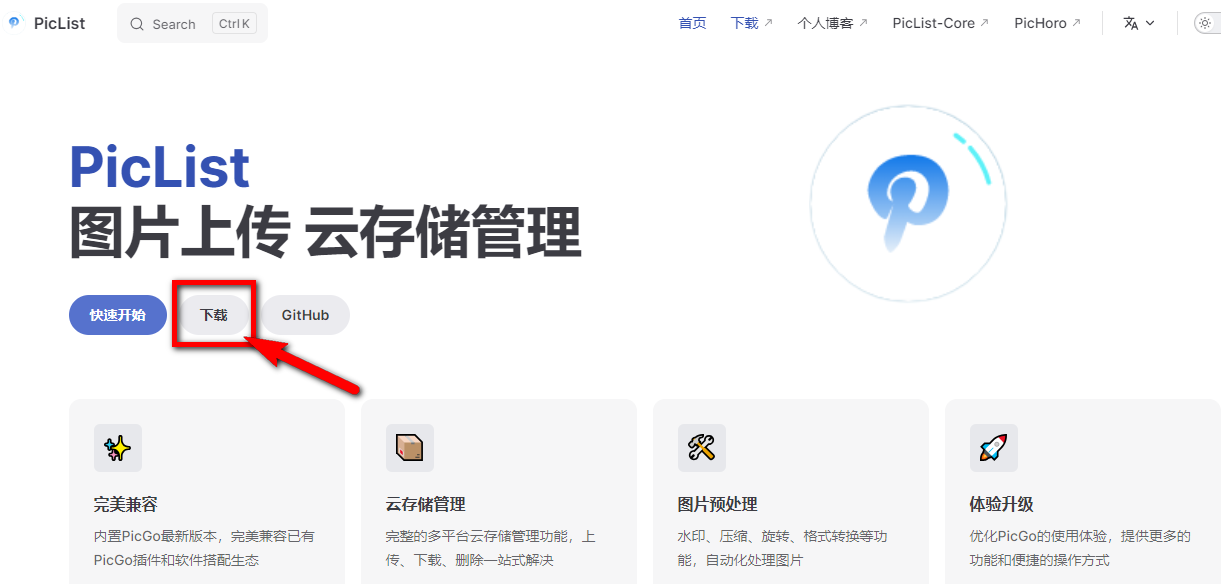 PicList
Search
Ctrl K
首页
下载
个人博客
PicList-Core
PicHoro
PicList
图片上传 云存储管理
快速开始
下载
GitHub
完美兼容
内置PicGo最新版本，完美兼容已有
PicGo插件和软件搭配生态
云存储管理
完整的多平台云存储管理功能，上
传、下载、删除一站式解决
图片预处理
水印、压缩、旋转、格式转换等功
能，自动化处理图片
体验升级
优化PicGo的使用体验，提供更多的
功能和便捷的操作方式